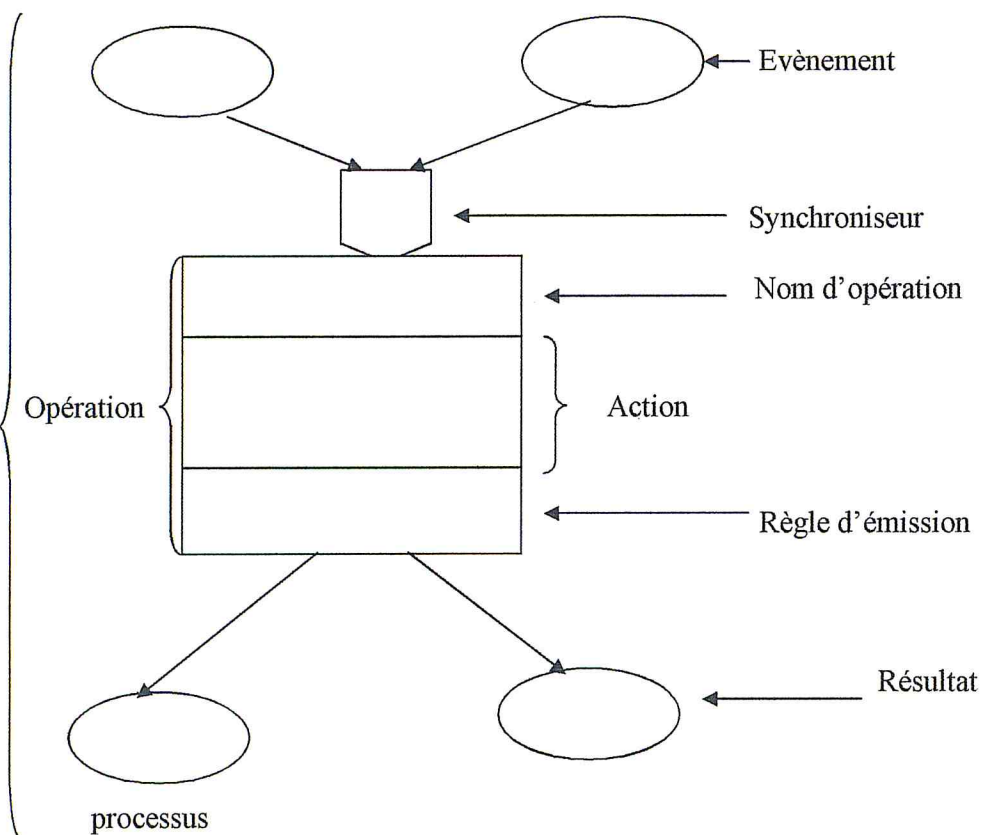 Evènement
Synchroniseur
Nom d’opération
Opération
Action
Règle d’émission
Résultat
processus